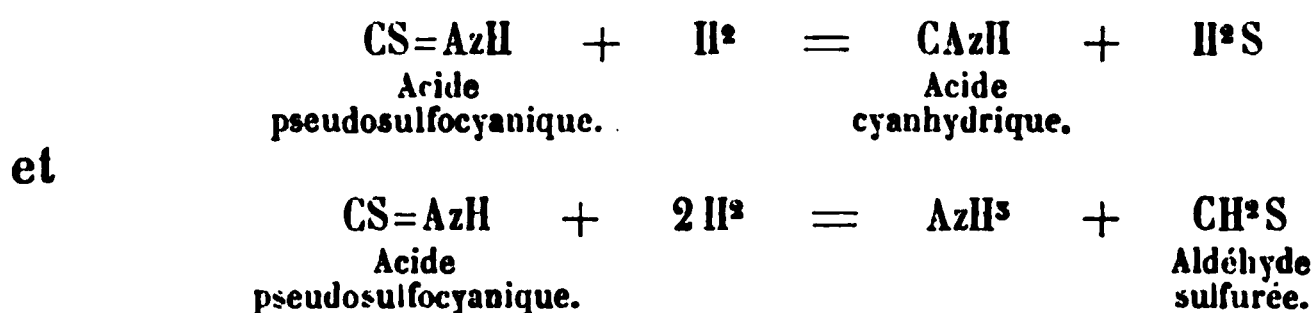 CS=AzH + H² = CAzH + H²S
Acide Acide
pseudosulfocyanique. cyanhydrique.
et
CS=AzH + 2 H² = AzH³ + CH²S
Acide Aldéhyde
pseudosulfocyanique. sulfurée.